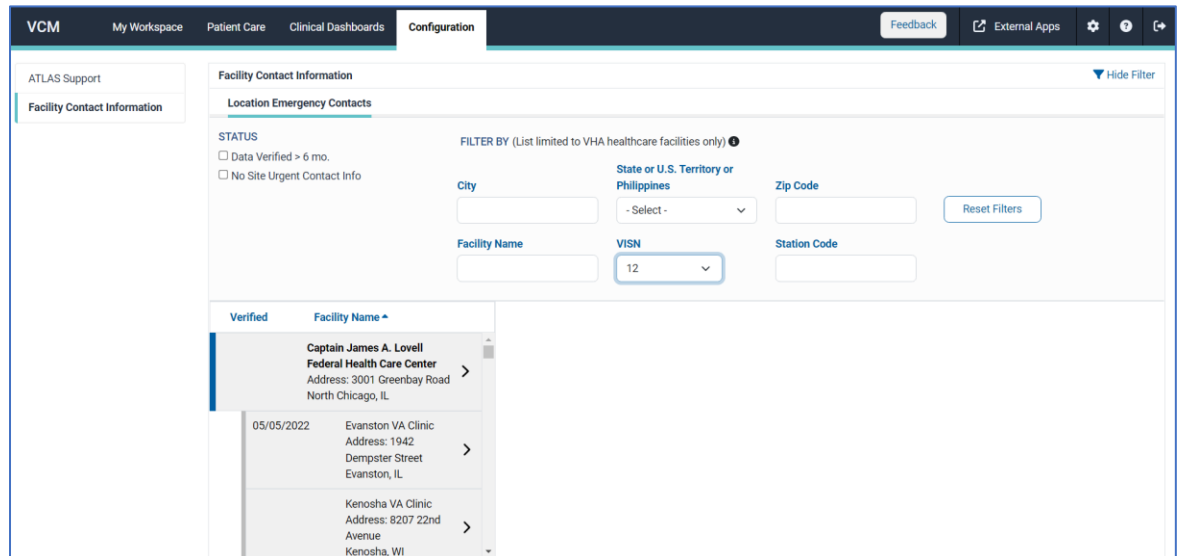 VCM My Workspace Patient Care Clinical Dashboards Configuration Feedback External Apps
ATLAS Support
Facility Contact Information
Facility Contact Information Hide Filter
Location Emergency Contacts
STATUS
Data Verified > 6 mo.
No Site Urgent Contact Info
FILTER BY (List limited to VHA healthcare facilities only)
City
State or U.S. Territory or
Philippines
- Select -
Zip Code
Reset Filters
Facility Name
VISN
12
Station Code
Verified Facility Name
Captain James A. Lovell
Federal Health Care Center
Address: 3001 Greenbay Road
North Chicago, IL
05/05/2022 Evanston VA Clinic
Address: 1942
Dempster Street
Evanston, IL
Kenosha VA Clinic
Address: 8207 22nd
Avenue
Kenosha, WI